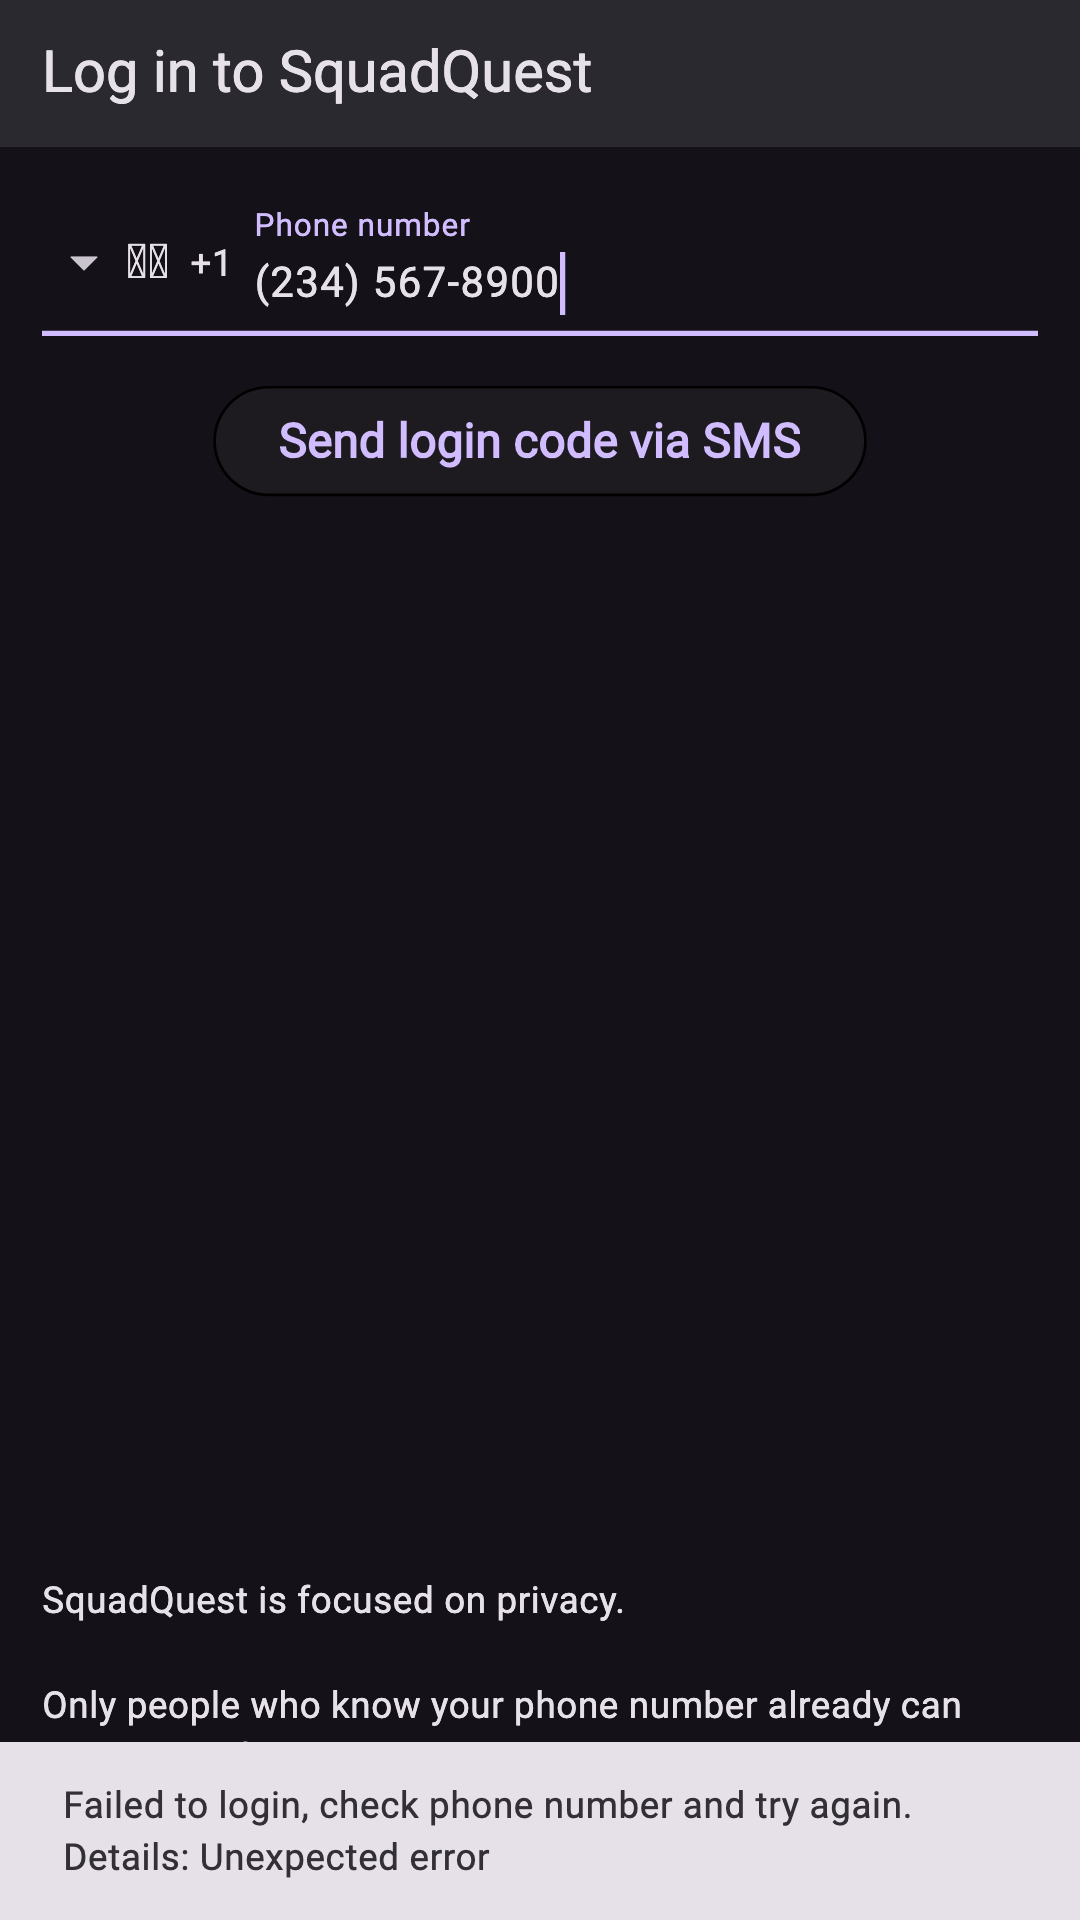 Log in to SquadQuest
Phone number
+1
(234) 567-8900
Send login code via SMS
SquadQuest is focused on privacy.
Only people who know your phone number already can
Failed to login, check phone number and try again.
Details: Unexpected error